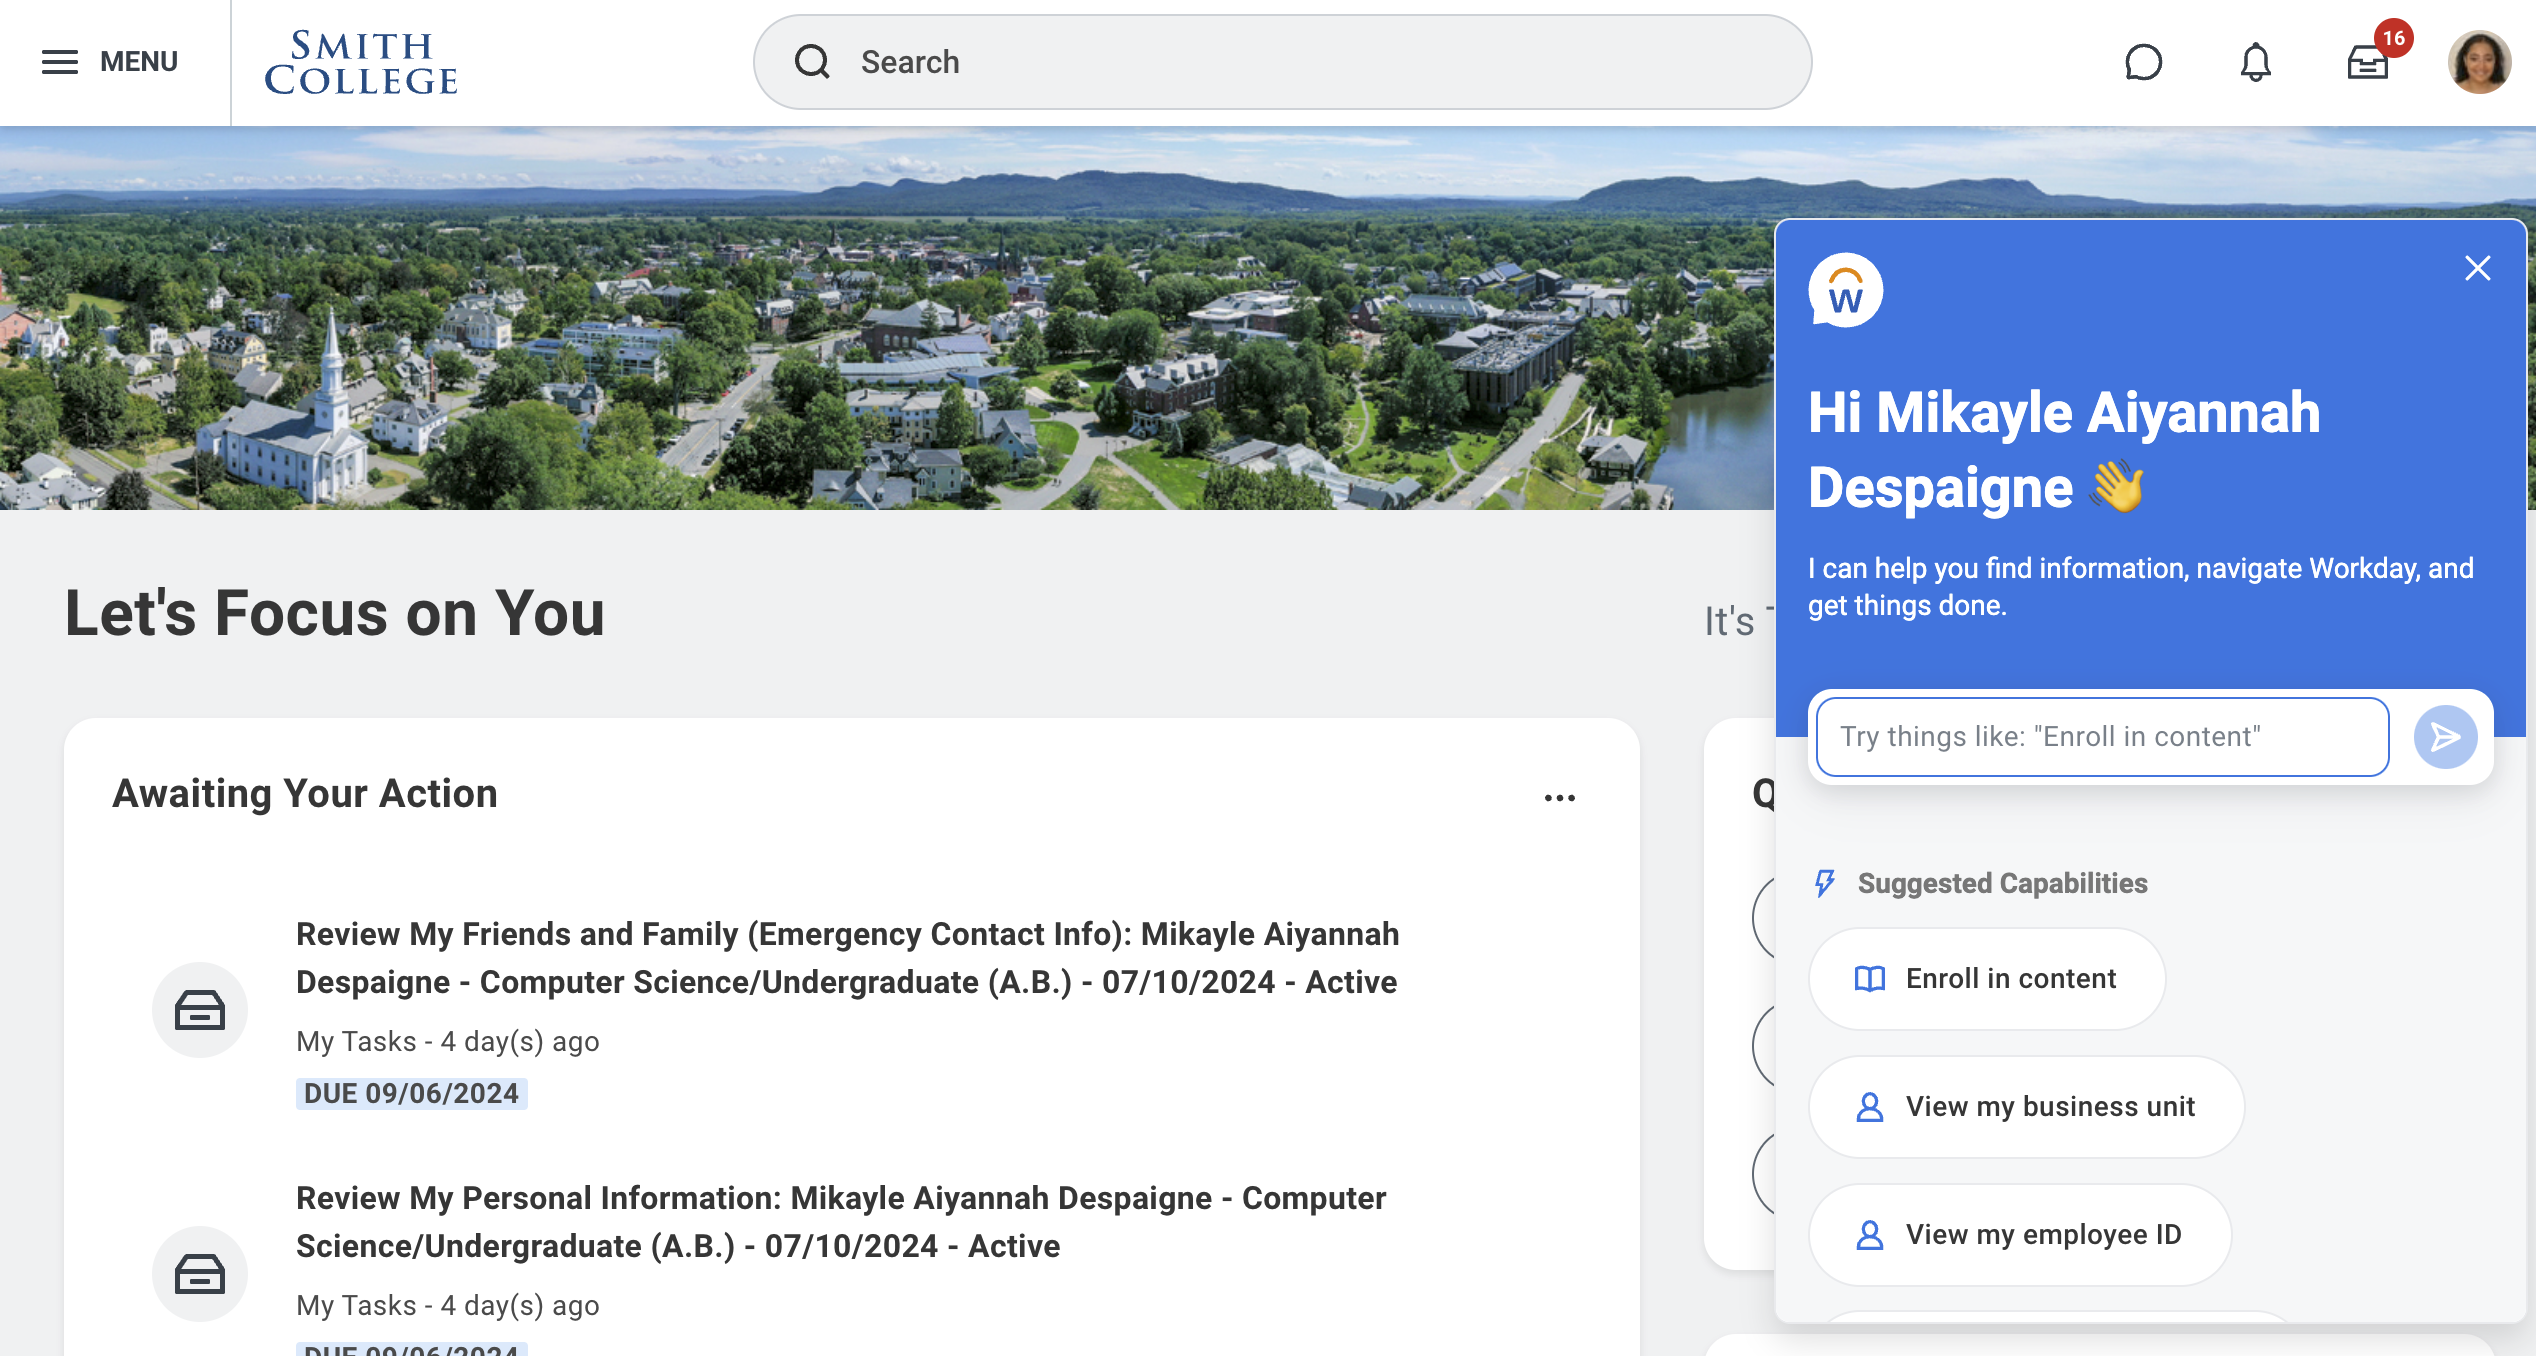 MENU
SMITH
COLLEGE
Search
16
W
Hi Mikayle Aiyannah
Despaigne 👋
I can help you find information, navigate Workday, and
get things done.
Try things like: "Enroll in content"
Suggested Capabilities
Enroll in content
View my business unit
View my employee ID
Let's Focus on You
It's
Awaiting Your Action
Review My Friends and Family (Emergency Contact Info): Mikayle Aiyannah
Despaigne - Computer Science/Undergraduate (A.B.) - 07/10/2024 - Active
My Tasks - 4 day(s) ago
DUE 09/06/2024
Review My Personal Information: Mikayle Aiyannah Despaigne - Computer
Science/Undergraduate (A.B.) - 07/10/2024 - Active
My Tasks - 4 day(s) ago
DUE 09/06/2024